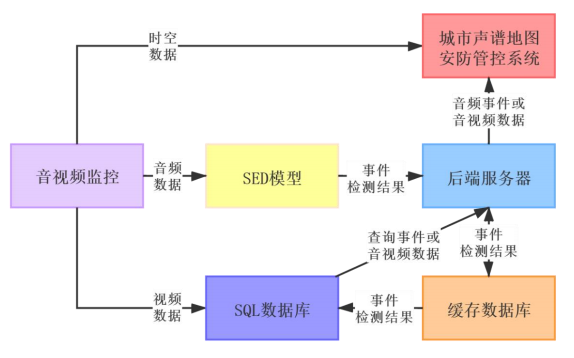 时空
数据
城市声谱地图
安防管控系统
音频事件或
音视频数据
音视频监控
音频
数据
SED模型
事件
检测结果
后端服务器
查询事件或
音视频数据
事件
检测结果
视频
数据
SQL数据库
事件
检测结果
缓存数据库